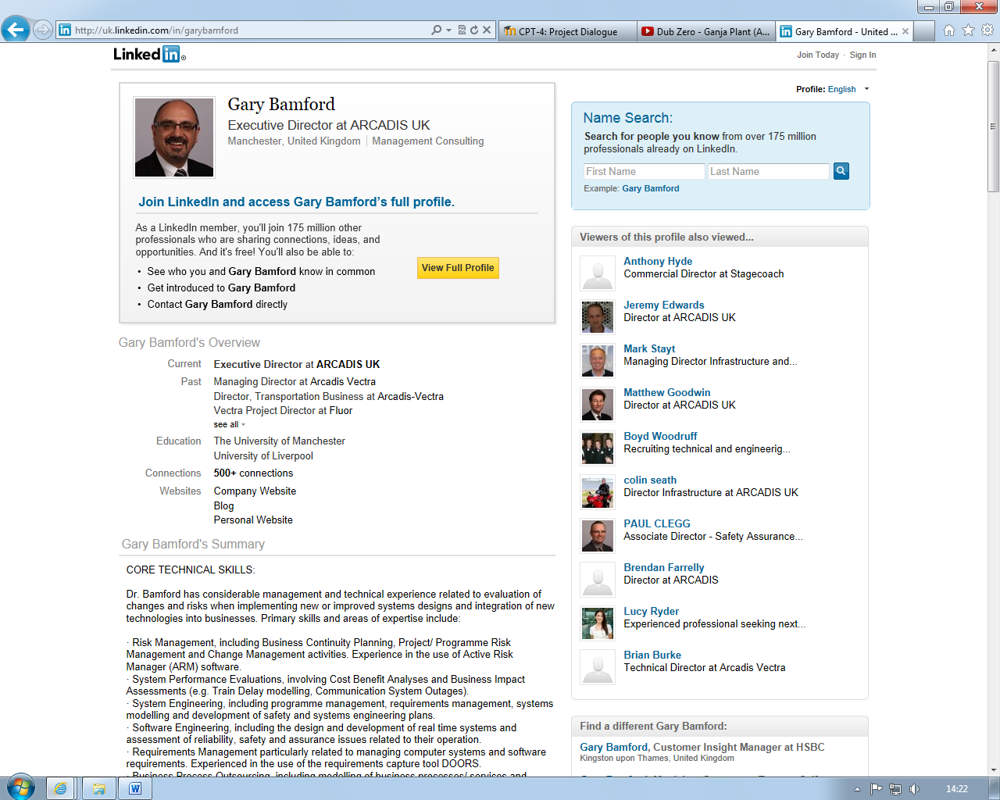 http://uk.linkedin.com/in/garybamford
CPT-4: Project Dialogue
Dub Zero - Ganja Plant (A...
Gary Bamford - United ...
Linked in
Join Today · Sign In
Profile: English
Gary Bamford
Executive Director at ARCADIS UK
Manchester, United Kingdom | Management Consulting
Join LinkedIn and access Gary Bamford's full profile.
As a LinkedIn member, you'll join 175 million other
professionals who are sharing connections, ideas, and
opportunities. And it's free! You'll also be able to:
• See who you and Gary Bamford know in common
• Get introduced to Gary Bamford
• Contact Gary Bamford directly
View Full Profile
Gary Bamford's Overview
Current Executive Director at ARCADIS UK
Past Managing Director at Arcadis Vectra
Director, Transportation Business at Arcadis-Vectra
Vectra Project Director at Fluor
see all
Education The University of Manchester
University of Liverpool
Connections 500+ connections
Websites Company Website
Blog
Personal Website
Gary Bamford's Summary
CORE TECHNICAL SKILLS:
Dr. Bamford has considerable management and technical experience related to evaluation of
changes and risks when implementing new or improved systems designs and integration of new
technologies into businesses. Primary skills and areas of expertise include:
· Risk Management, including Business Continuity Planning, Project/ Programme Risk
Management and Change Management activities. Experience in the use of Active Risk
Manager (ARM) software.
· System Performance Evaluations, involving Cost Benefit Analyses and Business Impact
Assessments (e.g. Train Delay modelling, Communication System Outages).
· System Engineering, including programme management, requirements management, systems
modelling and development of safety and systems engineering plans.
· Software Engineering, including the design and development of real time systems and
assessment of reliability, safety and assurance issues related to their operation.
· Requirements Management particularly related to managing computer systems and software
requirements. Experienced in the use of the requirements capture tool DOORS.
· Business Process Outsourcing, including modelling of business processes/ services and
Name Search:
Search for people you know from over 175 million
professionals already on LinkedIn.
First Name Last Name
Example: Gary Bamford
Viewers of this profile also viewed...
Anthony Hyde
Commercial Director at Stagecoach
Jeremy Edwards
Director at ARCADIS UK
Mark Stayt
Managing Director Infrastructure and...
Matthew Goodwin
Director at ARCADIS UK
Boyd Woodruff
Recruiting technical and engineerig...
colin seath
Director Infrastructure at ARCADIS UK
PAUL CLEGG
Associate Director - Safety Assurance...
Brendan Farrelly
Director at ARCADIS
Lucy Ryder
Experienced professional seeking next...
Brian Burke
Technical Director at Arcadis Vectra
Find a different Gary Bamford:
Gary Bamford, Customer Insight Manager at HSBC
Kingston upon Thames, United Kingdom
14:22